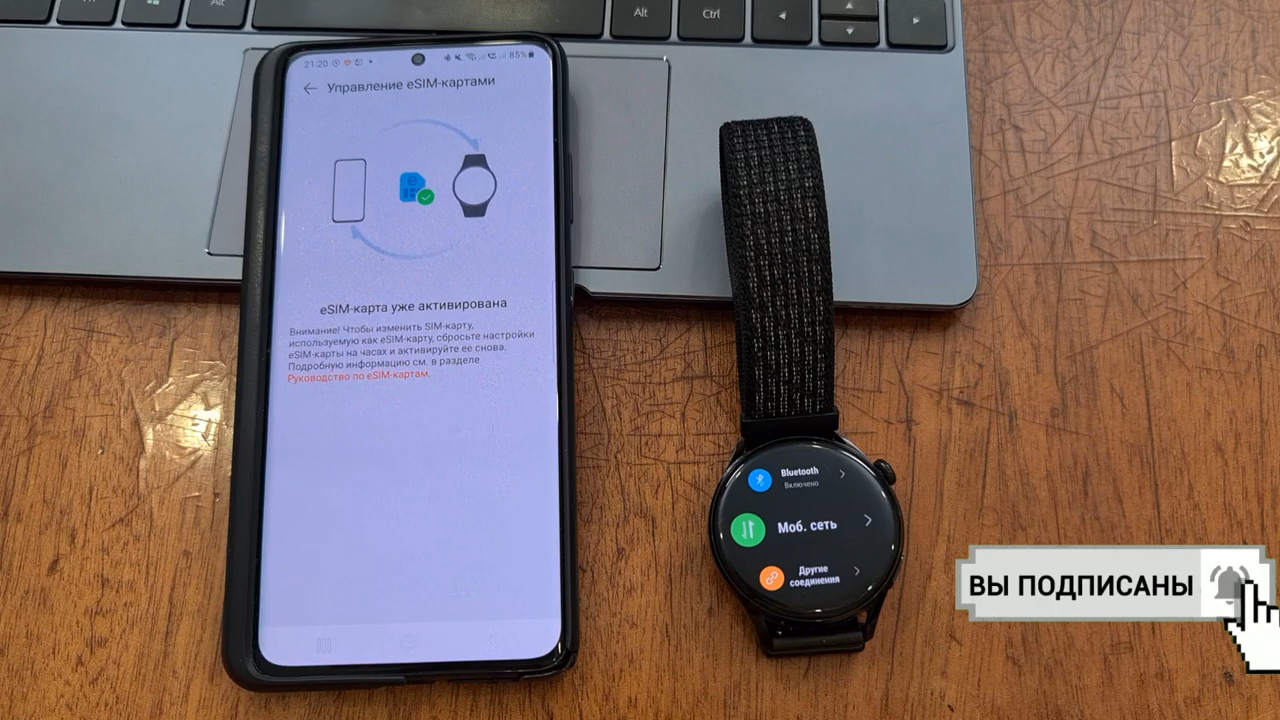 Alt
Alt
Ctrl
21:20
85%
Управление eSIM-картами
eSIM-карта уже активирована
Внимание! Чтобы изменить SIM-карту,
используемую как eSIM-карту, сбросьте настройки
eSIM-карты на часах и активируйте ее снова.
Подробную информацию см. в разделе
Руководство по eSIM-картам.
Bluetooth
Включено
Моб. сеть
Другие
соединения
ВЫ ПОДПИСАНЫ